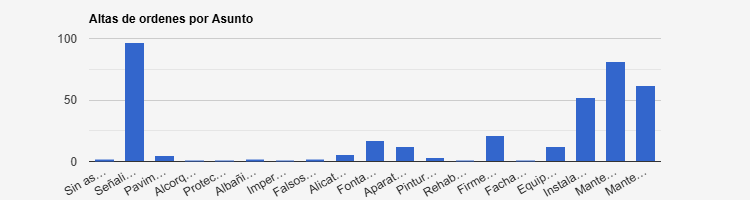 Altas de ordenes por Asunto
100
50
0
Sin as…
Señali…
Pavim…
Alcorq…
Protec…
Albañi…
Imper…
Falsos…
Alicat…
Fonta…
Aparat…
Pintur…
Rehab…
Firme…
Facha…
Equip…
Instala…
Mante…
Mante…